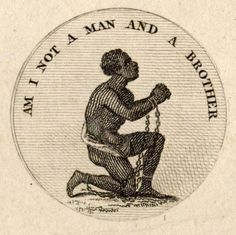 AM I NOT A MAN AND A BROTHER